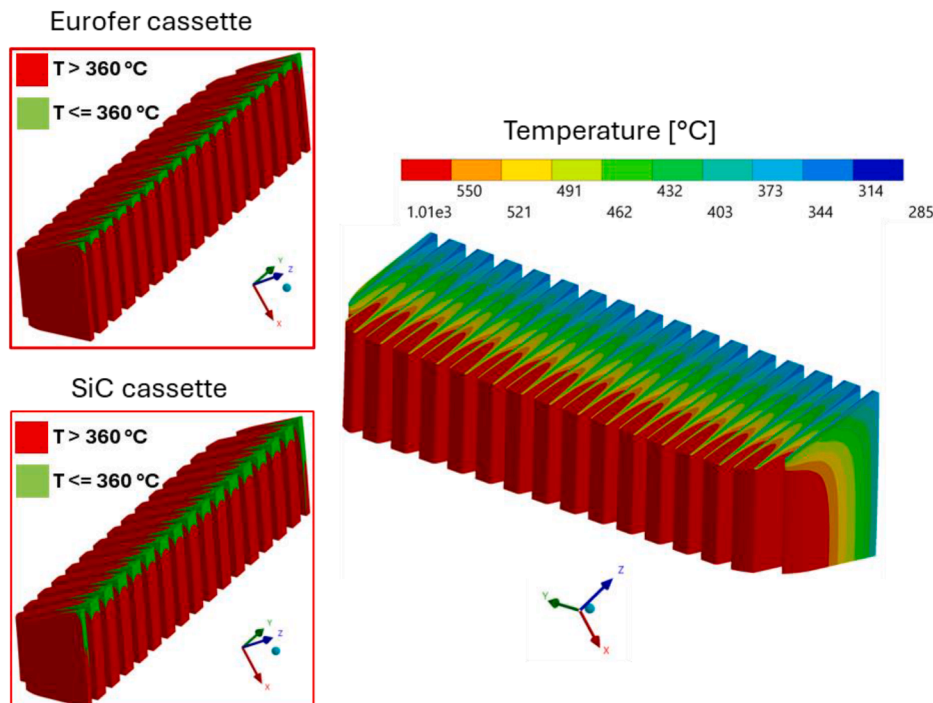 Eurofer cassette
T > 360 °C
T <= 360 °C
Y
Z
X
SiC cassette
T > 360 °C
T <= 360 °C
Y
Z
X
Temperature [°C]
550 491 432 373 314
1.01e3 521 462 403 344 285
Z
Y
X